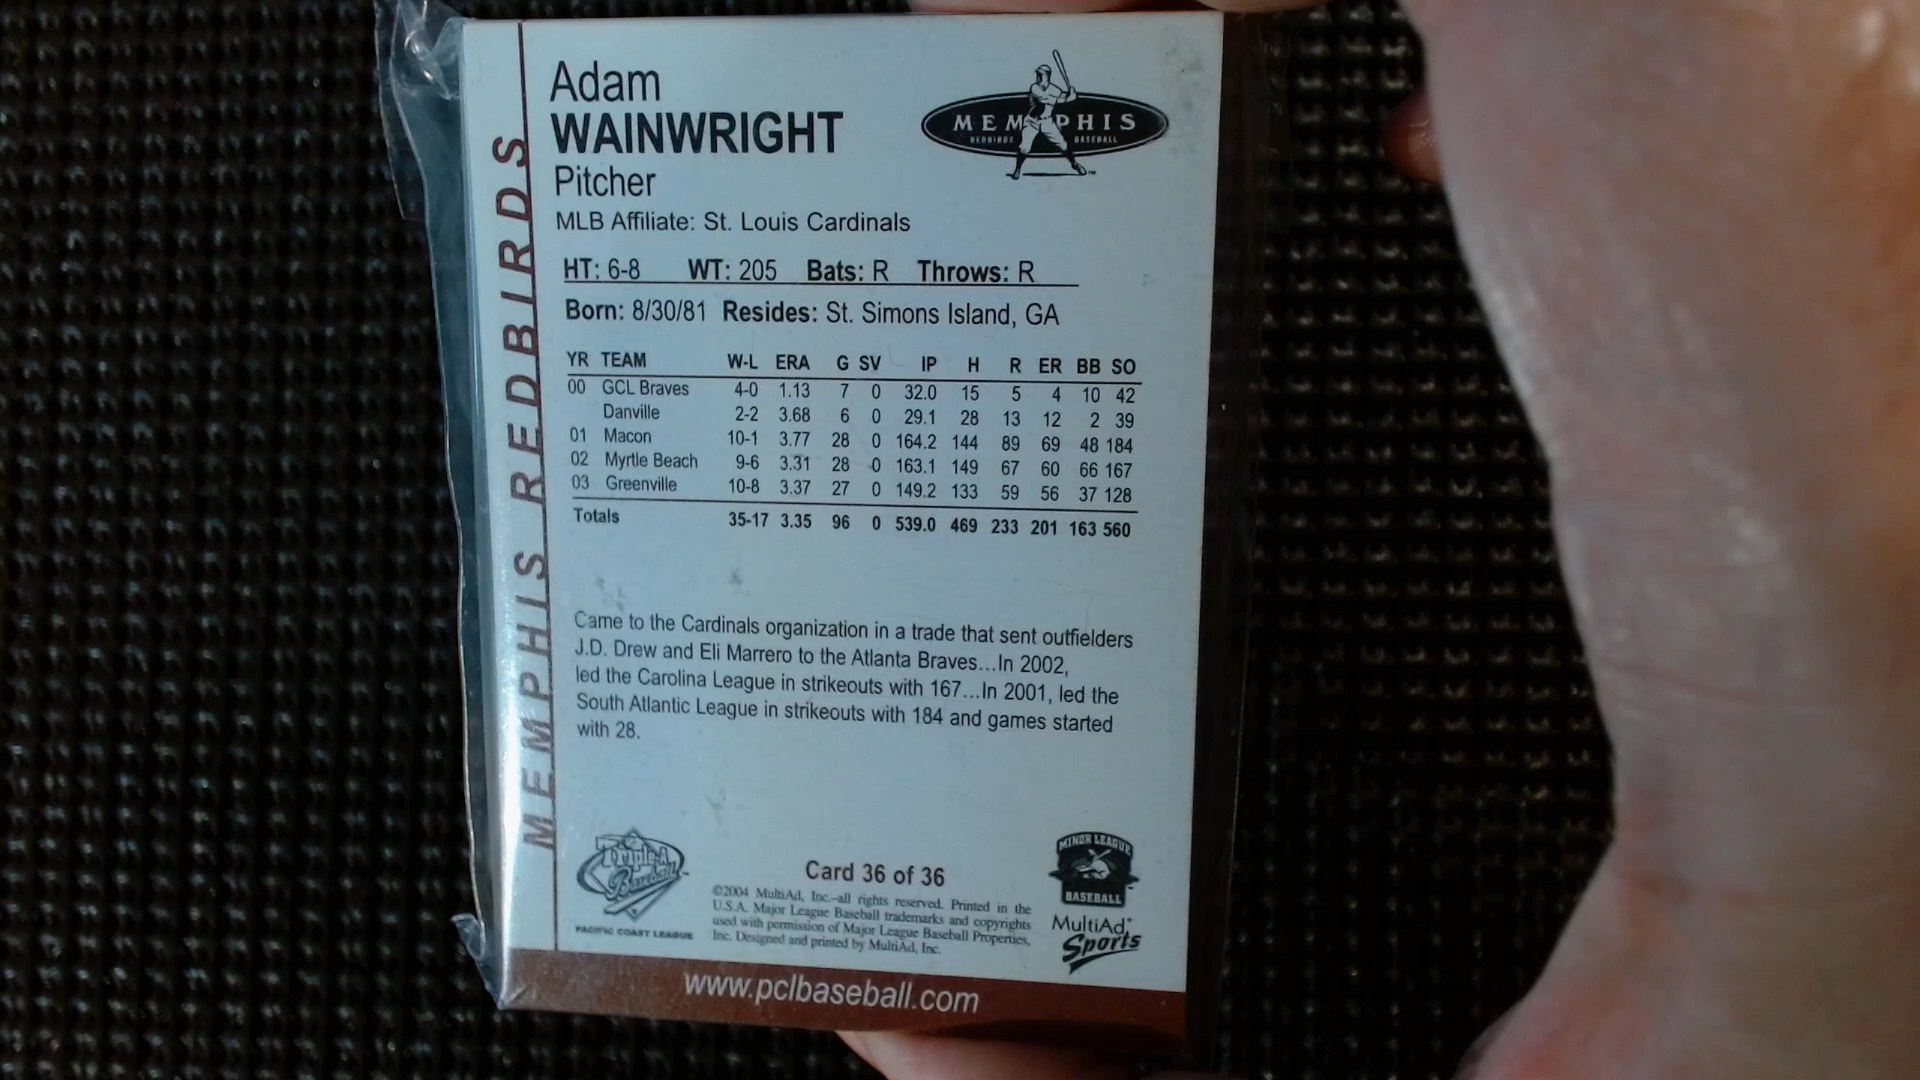 MEMPHIS REDBIRDS
Adam
WAINWRIGHT
Pitcher
MLB Affiliate: St. Louis Cardinals
MEMPHIS
REDBIRDS BASEBALL
HT: 6-8 WT: 205 Bats: R Throws: R
Born: 8/30/81 Resides: St. Simons Island, GA
YR TEAM W-L ERA G SV IP H R ER BB SO
00 GCL Braves 4-0 1.13 7 0 32.0 15 5 4 10 42
Danville 2-2 3.68 6 0 29.1 28 13 12 2 39
01 Macon 10-1 3.77 28 0 164.2 144 89 69 48 184
02 Myrtle Beach 9-6 3.31 28 0 163.1 149 67 60 66 167
03 Greenville 10-8 3.37 27 0 149.2 133 59 56 37 128
Totals 35-17 3.35 96 0 539.0 469 233 201 163 560
Came to the Cardinals organization in a trade that sent outfielders
J.D. Drew and Eli Marrero to the Atlanta Braves...In 2002,
led the Carolina League in strikeouts with 167...In 2001, led the
South Atlantic League in strikeouts with 184 and games started
with 28.
Triple-A
Baseball
PACIFIC COAST LEAGUE
Card 36 of 36
©2004 MultiAd, Inc.–all rights reserved. Printed in the
U.S.A. Major League Baseball trademarks and copyrights
used with permission of Major League Baseball Properties,
Inc. Designed and printed by MultiAd, Inc.
MINOR LEAGUE
BASEBALL
MultiAd
Sports
www.pclbaseball.com